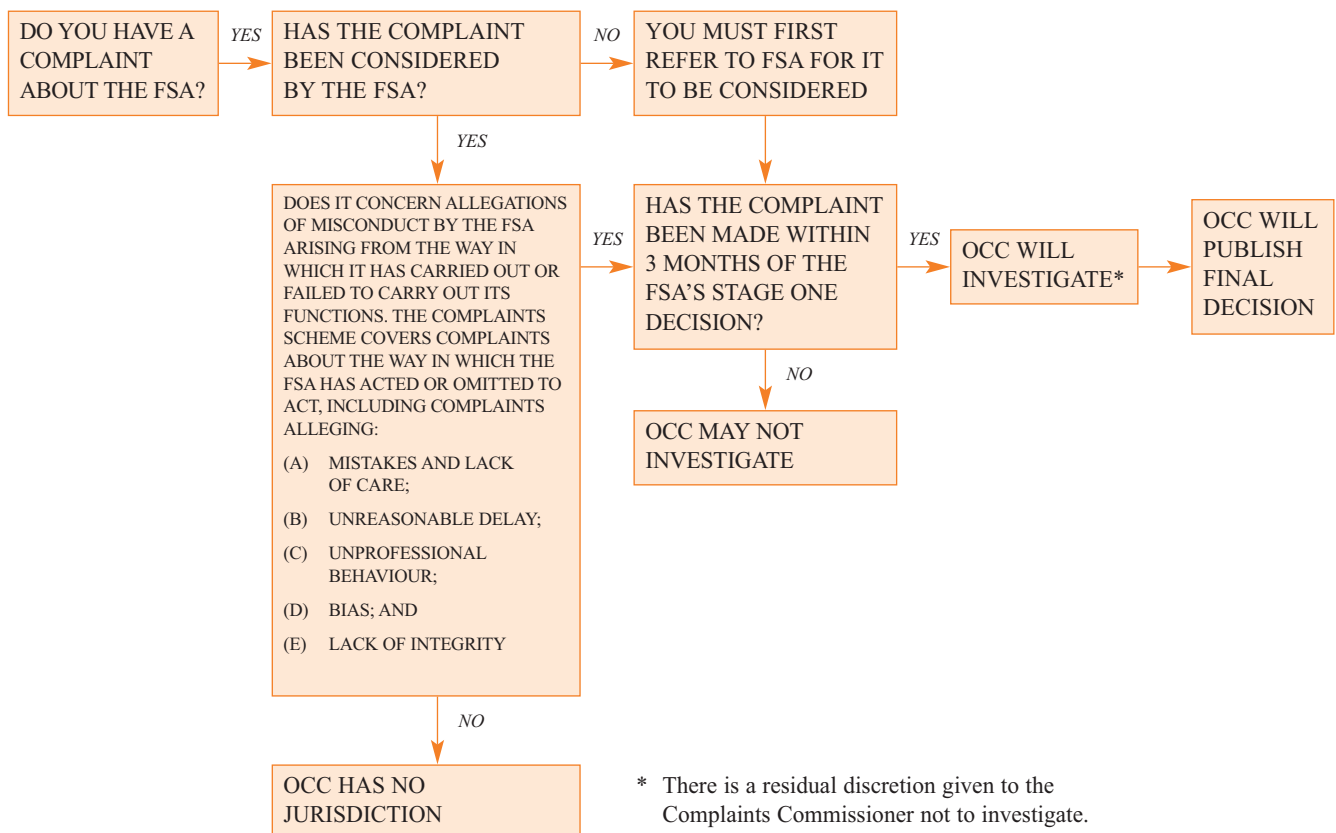 DO YOU HAVE A
COMPLAINT
ABOUT THE FSA?
YES
HAS THE COMPLAINT
BEEN CONSIDERED
BY THE FSA?
NO
YOU MUST FIRST
REFER TO FSA FOR IT
TO BE CONSIDERED
YES
DOES IT CONCERN ALLEGATIONS
OF MISCONDUCT BY THE FSA
ARISING FROM THE WAY IN
WHICH IT HAS CARRIED OUT OR
FAILED TO CARRY OUT ITS
FUNCTIONS. THE COMPLAINTS
SCHEME COVERS COMPLAINTS
ABOUT THE WAY IN WHICH THE
FSA HAS ACTED OR OMITTED TO
ACT, INCLUDING COMPLAINTS
ALLEGING:
(A) MISTAKES AND LACK
OF CARE;
(B) UNREASONABLE DELAY;
(C) UNPROFESSIONAL
BEHAVIOUR;
(D) BIAS; AND
(E) LACK OF INTEGRITY
YES
HAS THE COMPLAINT
BEEN MADE WITHIN
3 MONTHS OF THE
FSA'S STAGE ONE
DECISION?
YES
OCC WILL
INVESTIGATE*
OCC WILL
PUBLISH
FINAL
DECISION
NO
OCC MAY NOT
INVESTIGATE
NO
OCC HAS NO
JURISDICTION
* There is a residual discretion given to the
Complaints Commissioner not to investigate.